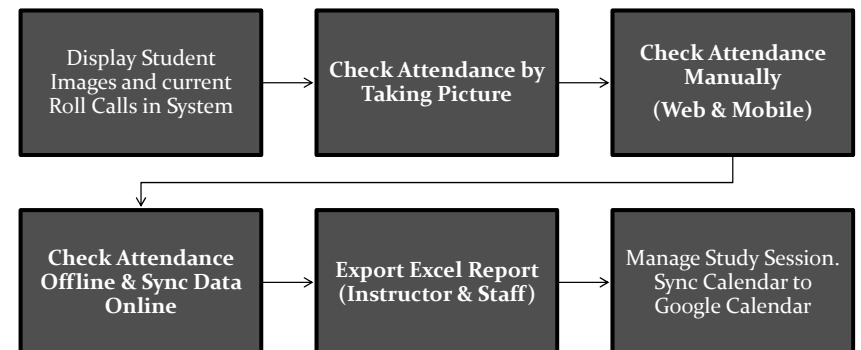 Display Student
Images and current
Roll Calls in System
Check Attendance by
Taking Picture
Check Attendance
Manually
(Web & Mobile)
Check Attendance
Offline & Sync Data
Online
Export Excel Report
(Instructor & Staff)
Manage Study Session.
Sync Calendar to
Google Calendar